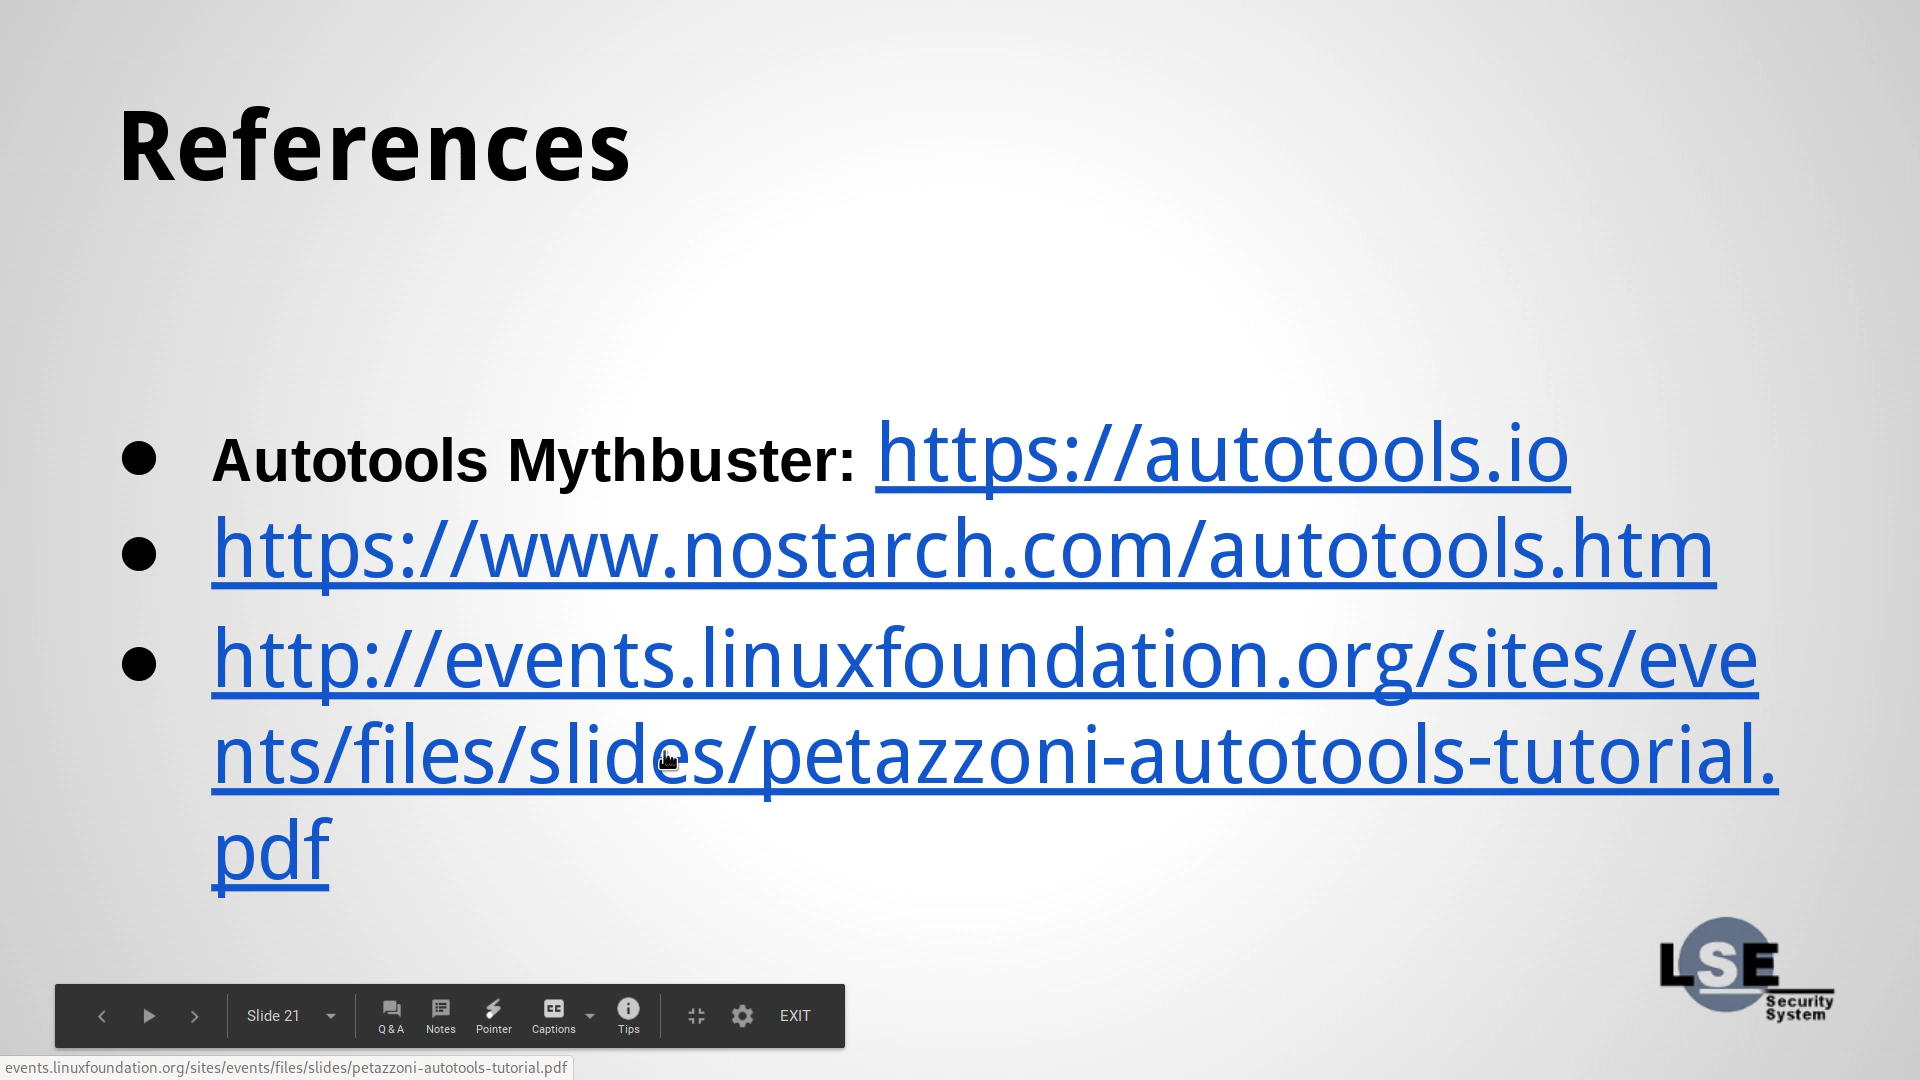 References
● Autotools Mythbuster: https://autotools.io
● https://www.nostarch.com/autotools.htm
● http://events.linuxfoundation.org/sites/eve
nts/files/slides/petazzoni-autotools-tutorial.
pdf
LSE
Security
System
Slide 21
Q & A
Notes
Pointer
CC
Captions
Tips
EXIT
events.linuxfoundation.org/sites/events/files/slides/petazzoni-autotools-tutorial.pdf